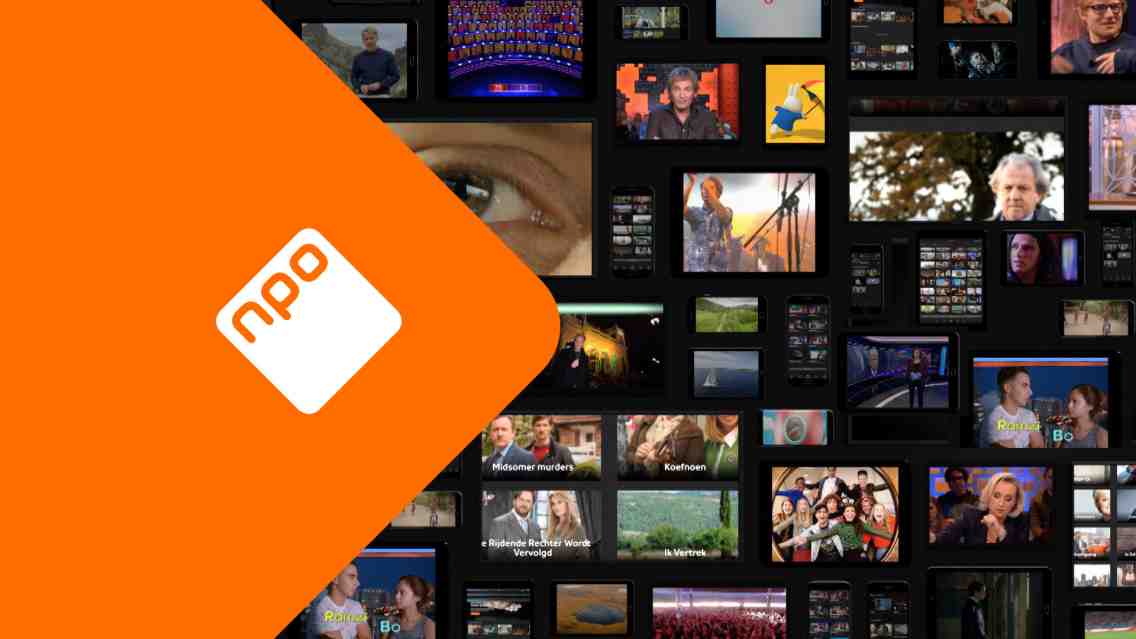 npo
Midsomer murders
Koefnoen
e Rijdende Rechter Wordt
Vervolgd
Ik Vertrek
Ramzi
Bo
Ramzi
Bo